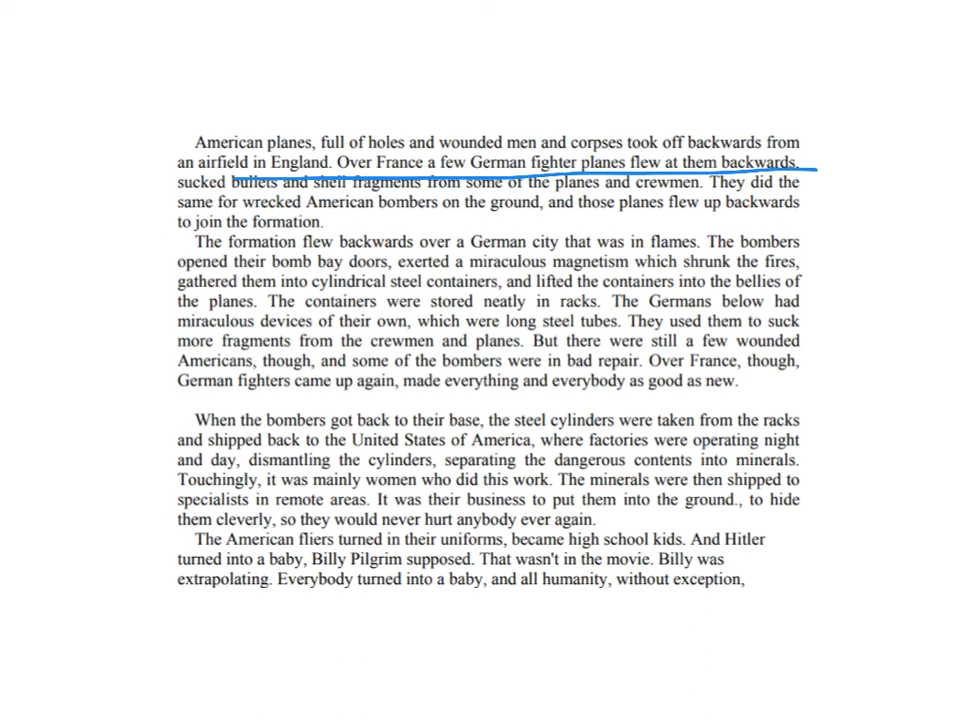 American planes, full of holes and wounded men and corpses took off backwards from
an airfield in England. Over France a few German fighter planes flew at them backwards,
sucked bullets and shell fragments from some of the planes and crewmen. They did the
same for wrecked American bombers on the ground, and those planes flew up backwards
to join the formation.
The formation flew backwards over a German city that was in flames. The bombers
opened their bomb bay doors, exerted a miraculous magnetism which shrunk the fires,
gathered them into cylindrical steel containers, and lifted the containers into the bellies of
the planes. The containers were stored neatly in racks. The Germans below had
miraculous devices of their own, which were long steel tubes. They used them to suck
more fragments from the crewmen and planes. But there were still a few wounded
Americans, though, and some of the bombers were in bad repair. Over France, though,
German fighters came up again, made everything and everybody as good as new.
When the bombers got back to their base, the steel cylinders were taken from the racks
and shipped back to the United States of America, where factories were operating night
and day, dismantling the cylinders, separating the dangerous contents into minerals.
Touchingly, it was mainly women who did this work. The minerals were then shipped to
specialists in remote areas. It was their business to put them into the ground., to hide
them cleverly, so they would never hurt anybody ever again.
The American fliers turned in their uniforms, became high school kids. And Hitler
turned into a baby, Billy Pilgrim supposed. That wasn't in the movie. Billy was
extrapolating. Everybody turned into a baby, and all humanity, without exception,